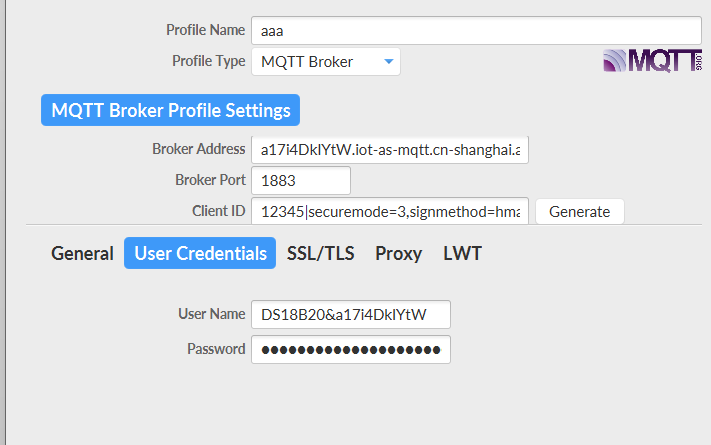 Profile Name aaa
Profile Type MQTT Broker
MQTT.ORG
MQTT Broker Profile Settings
Broker Address a17i4DklYtW.iot-as-mqtt.cn-shanghai.a
Broker Port 1883
Client ID 12345|securemode=3,signmethod=hma Generate
General User Credentials SSL/TLS Proxy LWT
User Name DS18B20&a17i4DklYtW
Password ●●●●●●●●●●●●●●●●●●●●